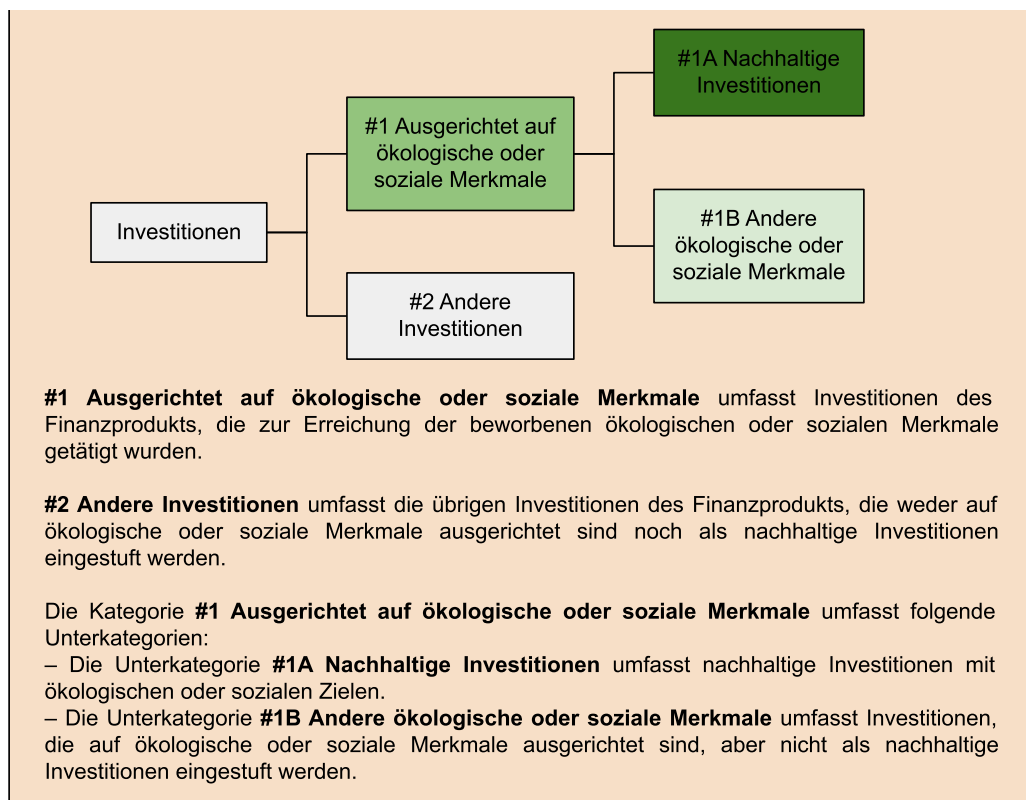 #1A Nachhaltige
Investitionen
#1 Ausgerichtet auf
ökologische oder
soziale Merkmale
#1B Andere
ökologische oder
soziale Merkmale
Investitionen
#2 Andere
Investitionen
#1 Ausgerichtet auf ökologische oder soziale Merkmale umfasst Investitionen des
Finanzprodukts, die zur Erreichung der beworbenen ökologischen oder sozialen Merkmale
getätigt wurden.
#2 Andere Investitionen umfasst die übrigen Investitionen des Finanzprodukts, die weder auf
ökologische oder soziale Merkmale ausgerichtet sind noch als nachhaltige Investitionen
eingestuft werden.
Die Kategorie #1 Ausgerichtet auf ökologische oder soziale Merkmale umfasst folgende
Unterkategorien:
– Die Unterkategorie #1A Nachhaltige Investitionen umfasst nachhaltige Investitionen mit
ökologischen oder sozialen Zielen.
– Die Unterkategorie #1B Andere ökologische oder soziale Merkmale umfasst Investitionen,
die auf ökologische oder soziale Merkmale ausgerichtet sind, aber nicht als nachhaltige
Investitionen eingestuft werden.